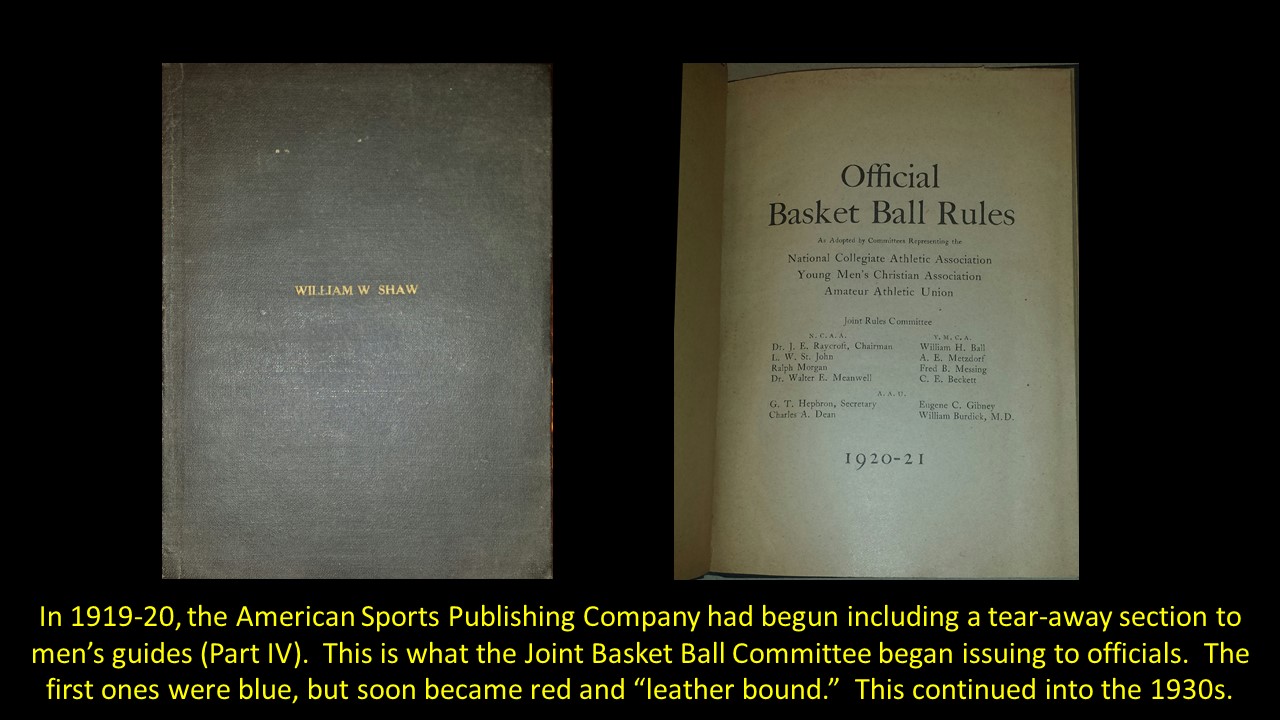 WILLIAM W SHAW
Official
Basket Ball Rules
As Adopted by Committees Representing the
National Collegiate Athletic Association
Young Men's Christian Association
Amateur Athletic Union
Joint Rules Committee
N. C. A. A.
Dr. J. E. Raycroft, Chairman
L. W. St. John
Ralph Morgan
Dr. Walter E. Meanwell
Y. M. C. A.
William H. Ball
A. E. Metzdorf
Fred B. Messing
C. E. Beckett
A. A. U.
G. T. Hepbron, Secretary
Charles A. Dean
Eugene C. Gibney
William Burdick, M.D.
1920-21
In 1919-20, the American Sports Publishing Company had begun including a tear-away section to
men’s guides (Part IV).  This is what the Joint Basket Ball Committee began issuing to officials.  The
first ones were blue, but soon became red and “leather bound.”  This continued into the 1930s.